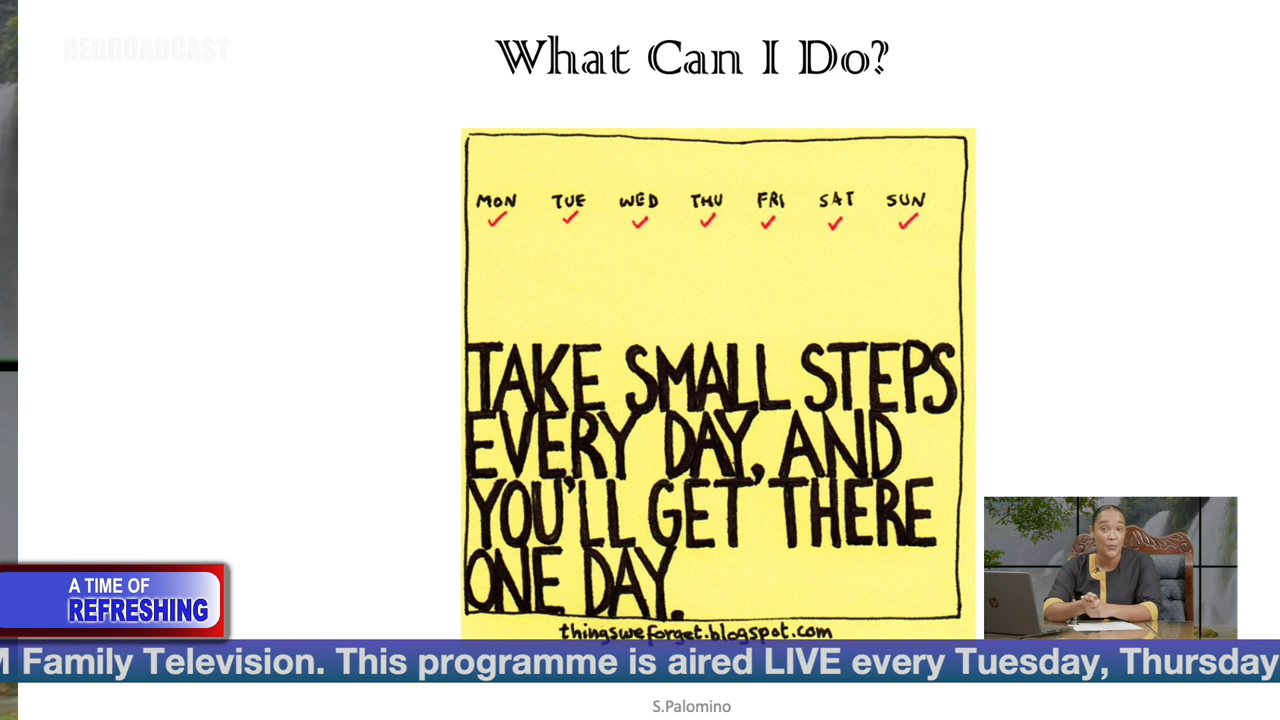 REBROADCAST
What Can I Do?
MON TUE WED THU FRI SAT SUN
TAKE SMALL STEPS
EVERY DAY, AND
YOU'LL GET THERE
ONE DAY.
thingsweforget.blogspot.com
A TIME OF
REFRESHING
Family Television. This programme is aired LIVE every Tuesday, Thursday
S.Palomino